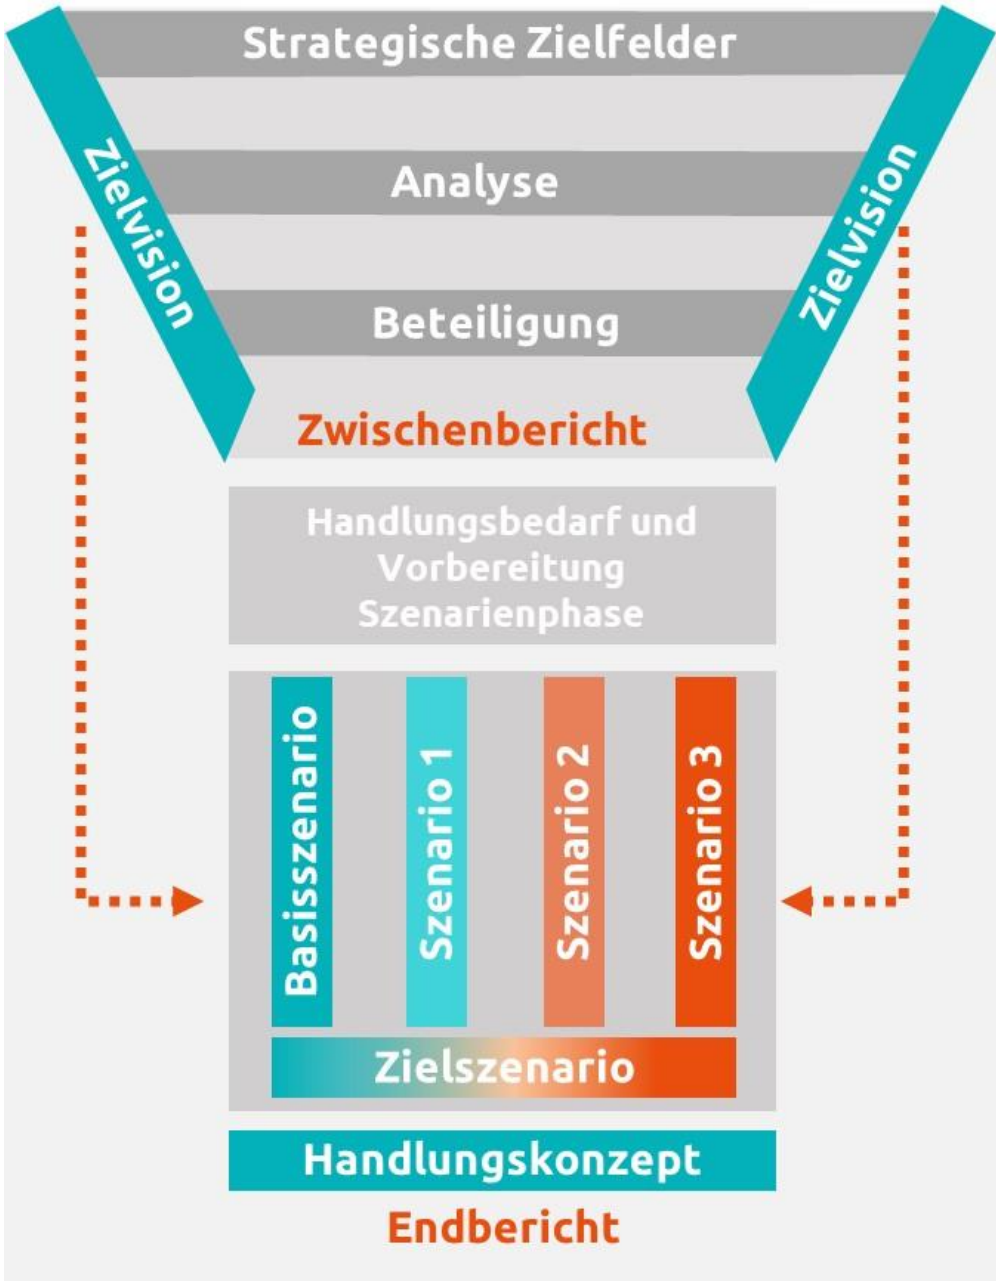 Strategische Zielfelder
Zielvision
Zielvision
Analyse
Beteiligung
Zwischenbericht
Handlungsbedarf und
Vorbereitung
Szenarienphase
Basisszenario
Szenario 1
Szenario 2
Szenario 3
Zielszenario
Handlungskonzept
Endbericht